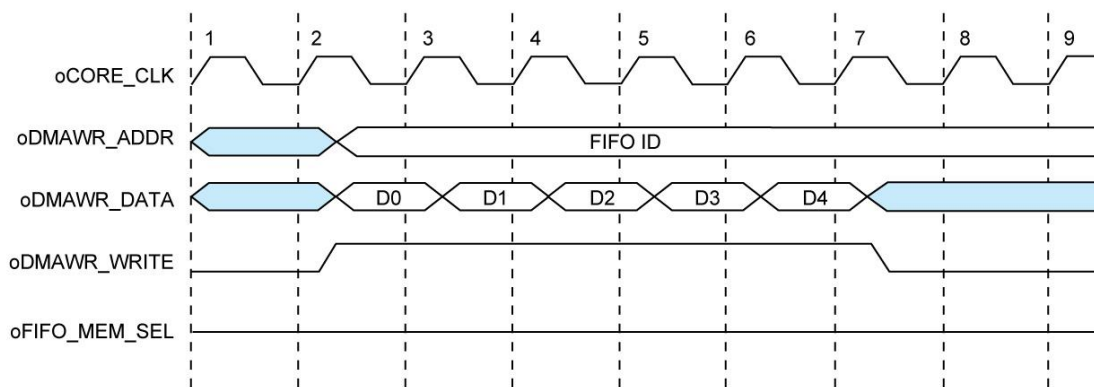 1 2 3 4 5 6 7 8 9
oCORE_CLK
oDMAWR_ADDR FIFO ID
oDMAWR_DATA D0 D1 D2 D3 D4
oDMAWR_WRITE
oFIFO_MEM_SEL